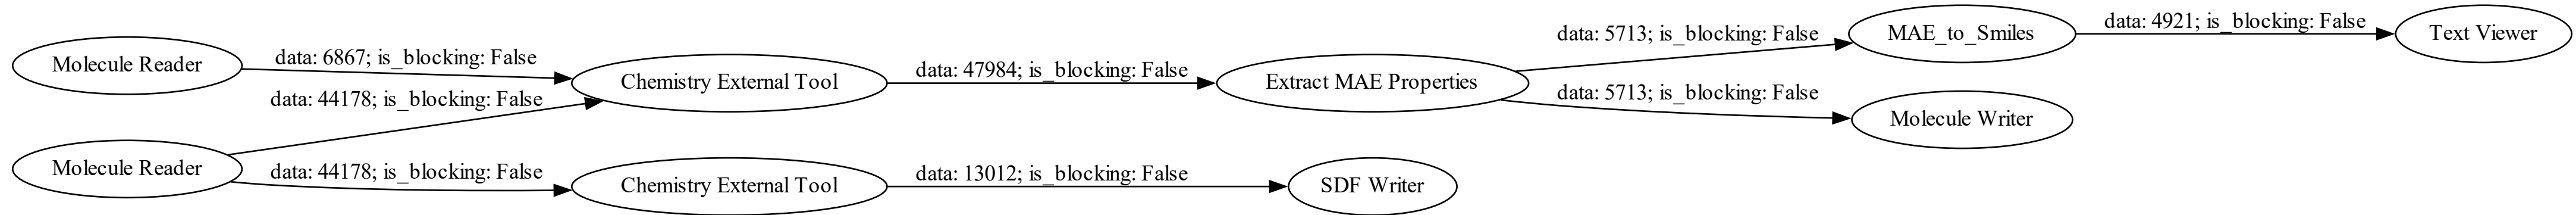 Molecule Reader
data: 6867; is_blocking: False
Chemistry External Tool
data: 47984; is_blocking: False
Extract MAE Properties
data: 5713; is_blocking: False
MAE_to_Smiles
data: 4921; is_blocking: False
Text Viewer
data: 44178; is_blocking: False
data: 5713; is_blocking: False
Molecule Writer
Molecule Reader
data: 44178; is_blocking: False
Chemistry External Tool
data: 13012; is_blocking: False
SDF Writer